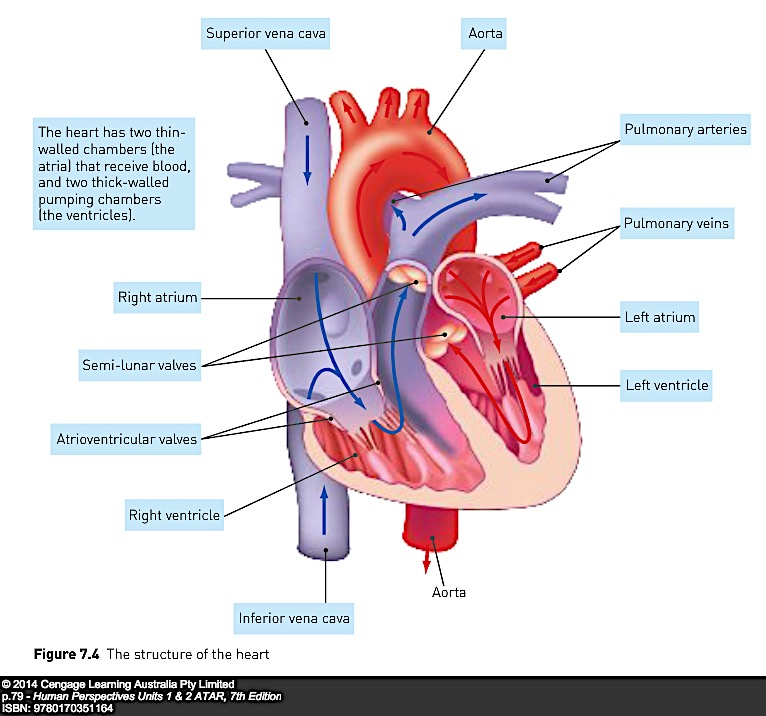 Superior vena cava
Aorta
The heart has two thin-
walled chambers (the
atria) that receive blood,
and two thick-walled
pumping chambers
(the ventricles).
Pulmonary arteries
Pulmonary veins
Right atrium
Left atrium
Semi-lunar valves
Left ventricle
Atrioventricular valves
Right ventricle
Aorta
Inferior vena cava
Figure 7.4 The structure of the heart
© 2014 Cengage Learning Australia Pty Limited
p.79 - Human Perspectives Units 1 & 2 ATAR, 7th Edition
ISBN: 9780170351164